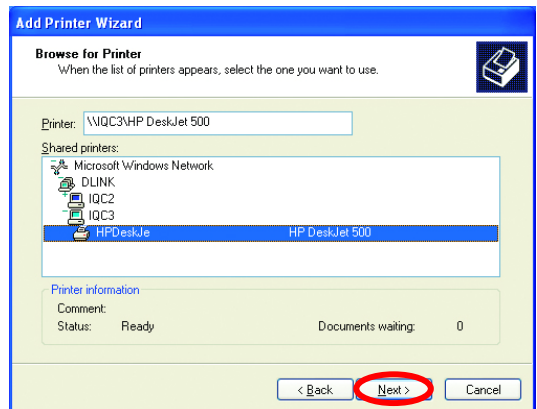 Add Printer Wizard
Browse for Printer
When the list of printers appears, select the one you want to use.
Printer: \\IQC3\HP DeskJet 500
Shared printers:
Microsoft Windows Network
DLINK
IQC2
IQC3
HPDeskJe HP DeskJet 500
Printer information
Comment:
Status: Ready Documents waiting: 0
< Back Next > Cancel